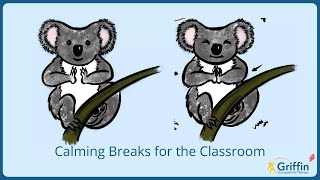 Calming Breaks for the Classroom
Griffin
Occupational Therapy